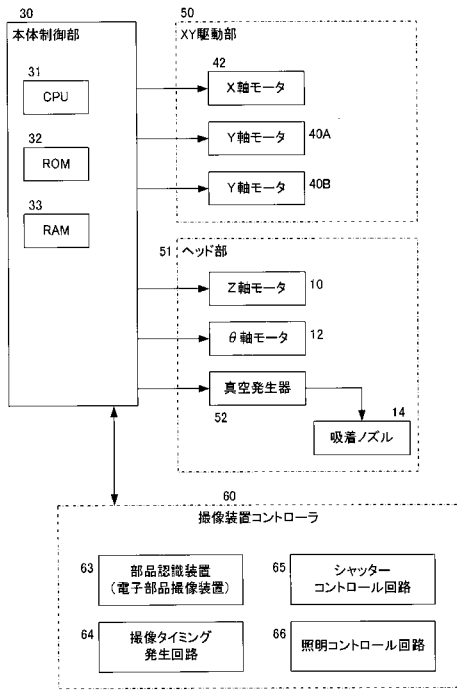 30
本体制御部
31
CPU
32
ROM
33
RAM
50
XY駆動部
42
X軸モータ
Y軸モータ
40A
Y軸モータ
40B
51
ヘッド部
Z軸モータ
10
θ軸モータ
12
真空発生器
52
14
吸着ノズル
60
撮像装置コントローラ
63
部品認識装置
(電子部品撮像装置)
65
シャッター
コントロール回路
64
撮像タイミング
発生回路
66
照明コントロール回路